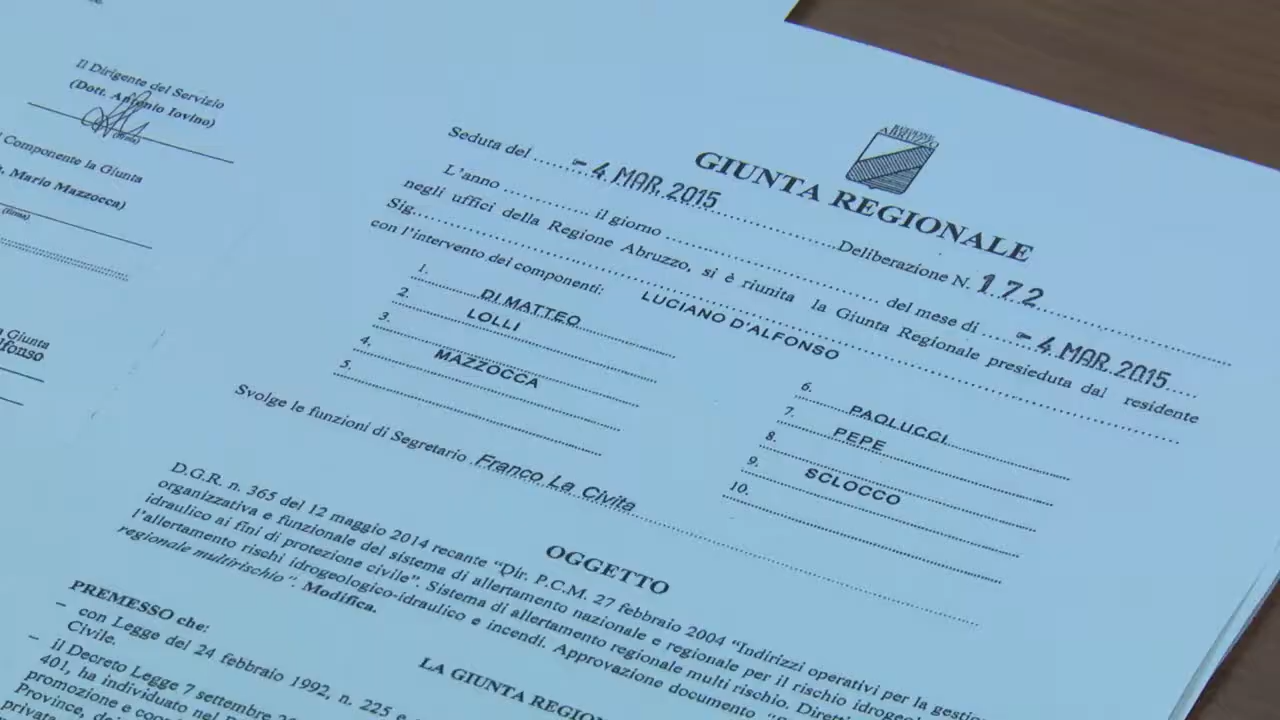 Il Dirigente del Servizio
(Dott. Antonio Iovino)
(firma)
Componente la Giunta
Mario Mazzocca)
(firma)
Giunta
REGIONE
ABRUZZO
GIUNTA REGIONALE
Seduta del ........ - 4 MAR. 2015 ........ Deliberazione N. 172
L'anno ............ il giorno ............ del mese di ........ - 4 MAR. 2015
negli uffici della Regione Abruzzo, si è riunita la Giunta Regionale presieduta dal residente
Sig. ........ LUCIANO D'ALFONSO
con l'intervento dei componenti:
1. DI MATTEO
2. LOLLI
3. MAZZOCCA
4.
5.
6. PAOLUCCI
7. PEPE
8. SCLOCCO
9.
10.
Svolge le funzioni di Segretario Franco La Civita
OGGETTO
D.G.R. n. 365 del 12 maggio 2014 recante “Dir. P.C.M. 27 febbraio 2004 “Indirizzi operativi per la
organizzativa e funzionale del sistema di allertamento nazionale e regionale per il rischio
idraulico ai fini di protezione civile”. Sistema di allertamento regionale multi rischio.
l'allertamento rischi idrogeologico-idraulico e incendi. Approvazione documento
regionale multirischio”. Modifica.
LA GIUNTA
PREMESSO che:
– con Legge del 24 febbraio 1992, n. 225
Civile.
– il Decreto Legge 7 settembre
401, ha individuato nel
promozione e
Province,